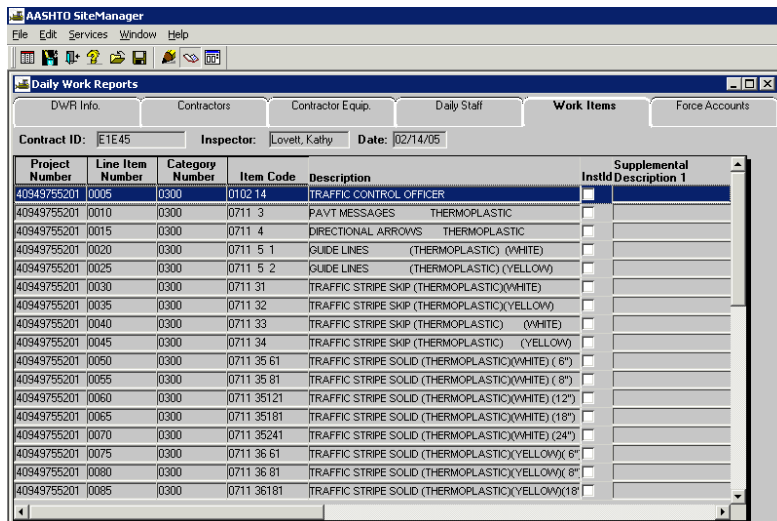 AASHTO SiteManager
File Edit Services Window Help
Daily Work Reports
DWR Info. Contractors Contractor Equip. Daily Staff Work Items Force Accounts
Contract ID: E1E45 Inspector: Lovett, Kathy Date: 02/14/05
Project Number Line Item Number Category Number Item Code Description InstId Supplemental Description 1
40949755201 0005 0300 0102 14 TRAFFIC CONTROL OFFICER
40949755201 0010 0300 0711 3 PAVT MESSAGES THERMOPLASTIC
40949755201 0015 0300 0711 4 DIRECTIONAL ARROWS THERMOPLASTIC
40949755201 0020 0300 0711 5 1 GUIDE LINES (THERMOPLASTIC) (WHITE)
40949755201 0025 0300 0711 5 2 GUIDE LINES (THERMOPLASTIC) (YELLOW)
40949755201 0030 0300 0711 31 TRAFFIC STRIPE SKIP (THERMOPLASTIC)(WHITE)
40949755201 0035 0300 0711 32 TRAFFIC STRIPE SKIP (THERMOPLASTIC)(YELLOW)
40949755201 0040 0300 0711 33 TRAFFIC STRIPE SKIP (THERMOPLASTIC) (WHITE)
40949755201 0045 0300 0711 34 TRAFFIC STRIPE SKIP (THERMOPLASTIC) (YELLOW)
40949755201 0050 0300 0711 35 61 TRAFFIC STRIPE SOLID (THERMOPLASTIC)(WHITE) ( 6")
40949755201 0055 0300 0711 35 81 TRAFFIC STRIPE SOLID (THERMOPLASTIC)(WHITE) ( 8")
40949755201 0060 0300 0711 35121 TRAFFIC STRIPE SOLID (THERMOPLASTIC)(WHITE) (12")
40949755201 0065 0300 0711 35181 TRAFFIC STRIPE SOLID (THERMOPLASTIC)(WHITE) (18")
40949755201 0070 0300 0711 35241 TRAFFIC STRIPE SOLID (THERMOPLASTIC)(WHITE) (24")
40949755201 0075 0300 0711 36 61 TRAFFIC STRIPE SOLID (THERMOPLASTIC)(YELLOW)( 6"
40949755201 0080 0300 0711 36 81 TRAFFIC STRIPE SOLID (THERMOPLASTIC)(YELLOW)( 8"
40949755201 0085 0300 0711 36181 TRAFFIC STRIPE SOLID (THERMOPLASTIC)(YELLOW)(18"